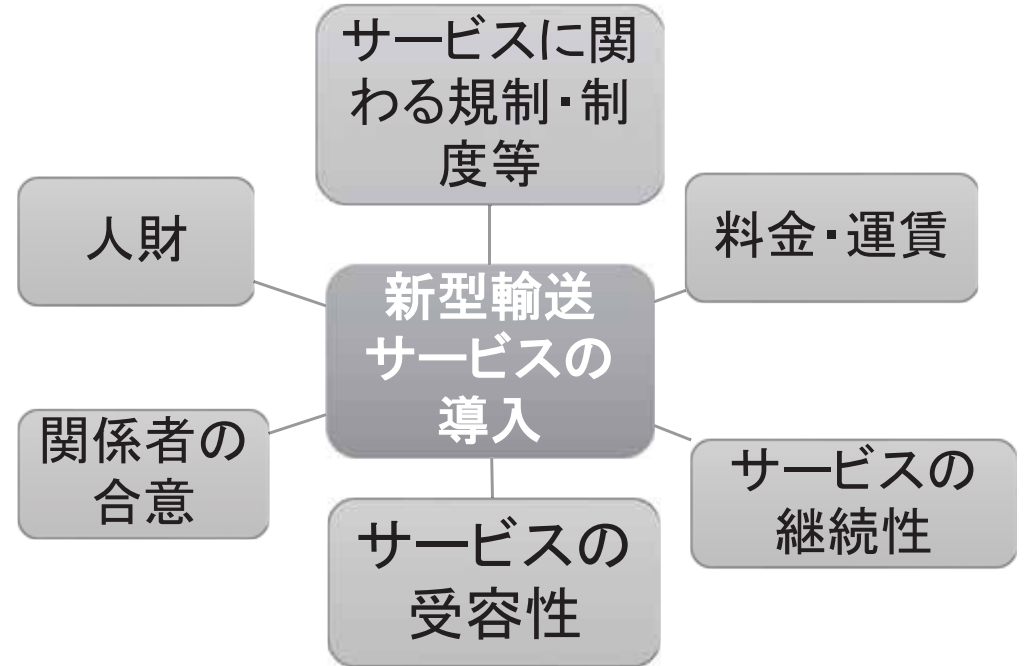 サービスに関
わる規制・制
度等
人財
料金・運賃
新型輸送
サービスの
導入
関係者の
合意
サービスの
継続性
サービスの
受容性